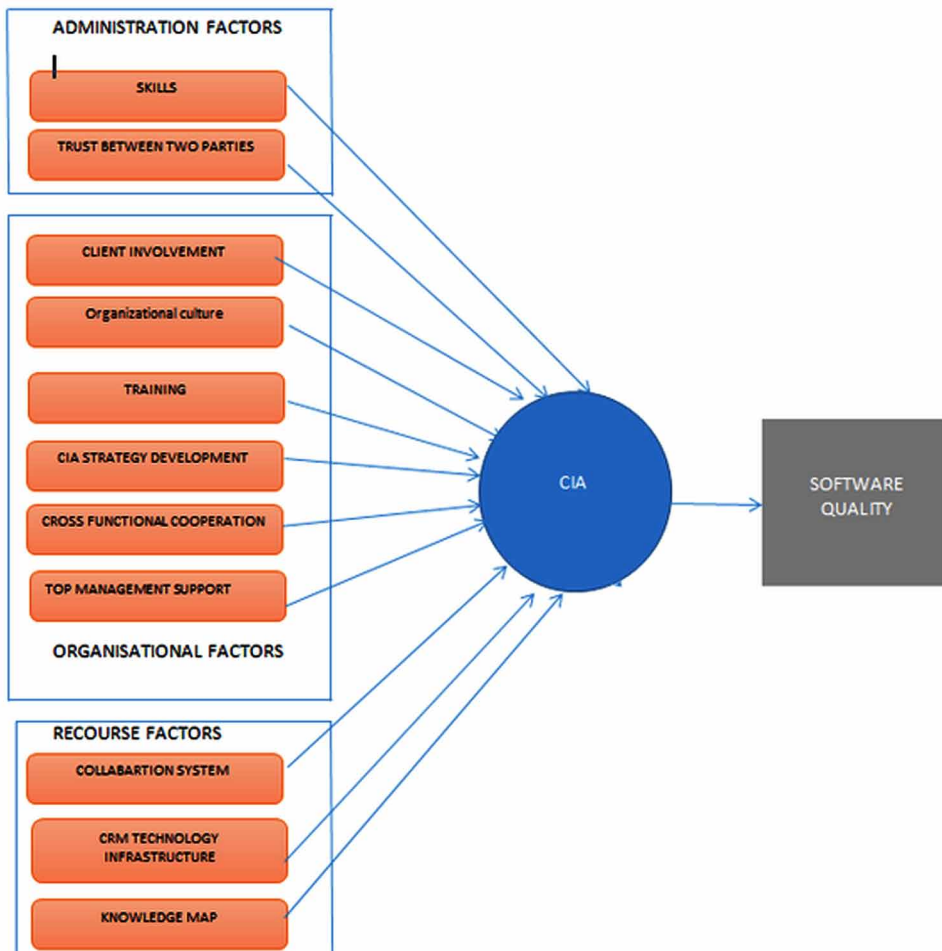 ADMINISTRATION FACTORS
SKILLS
TRUST BETWEEN TWO PARTIES
CLIENT INVOLVEMENT
Organizational culture
TRAINING
CIA STRATEGY DEVELOPMENT
CROSS FUNCTIONAL COOPERATION
TOP MANAGEMENT SUPPORT
ORGANISATIONAL FACTORS
RECOURSE FACTORS
COLLABARTION SYSTEM
CRM TECHNOLOGY
INFRASTRUCTURE
KNOWLEDGE MAP
CIA
SOFTWARE
QUALITY